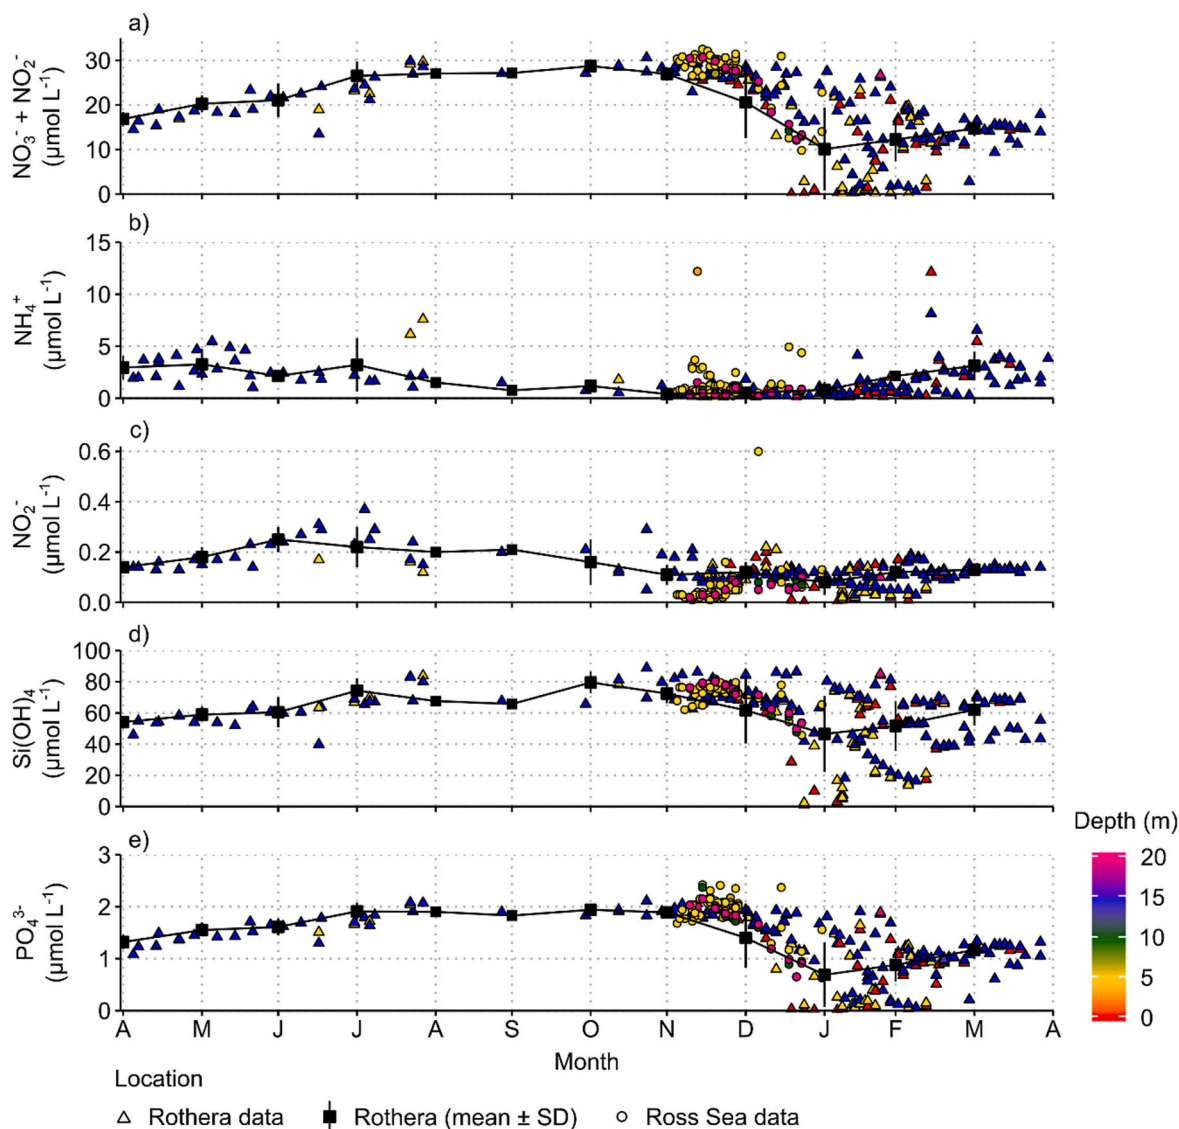 a)
NO₃⁻ + NO₂⁻
(µmol L⁻¹)
30
20
10
0
b)
NH₄⁺
(µmol L⁻¹)
15
10
5
0
c)
NO₂⁻
(µmol L⁻¹)
0.6
0.4
0.2
0.0
d)
Si(OH)₄
(µmol L⁻¹)
100
80
60
40
20
0
e)
PO₄³⁻
(µmol L⁻¹)
3
2
1
0
A M J J A S O N D J F M A
Month
Depth (m)
20
15
10
5
0
Location
Rothera data Rothera (mean ± SD) Ross Sea data